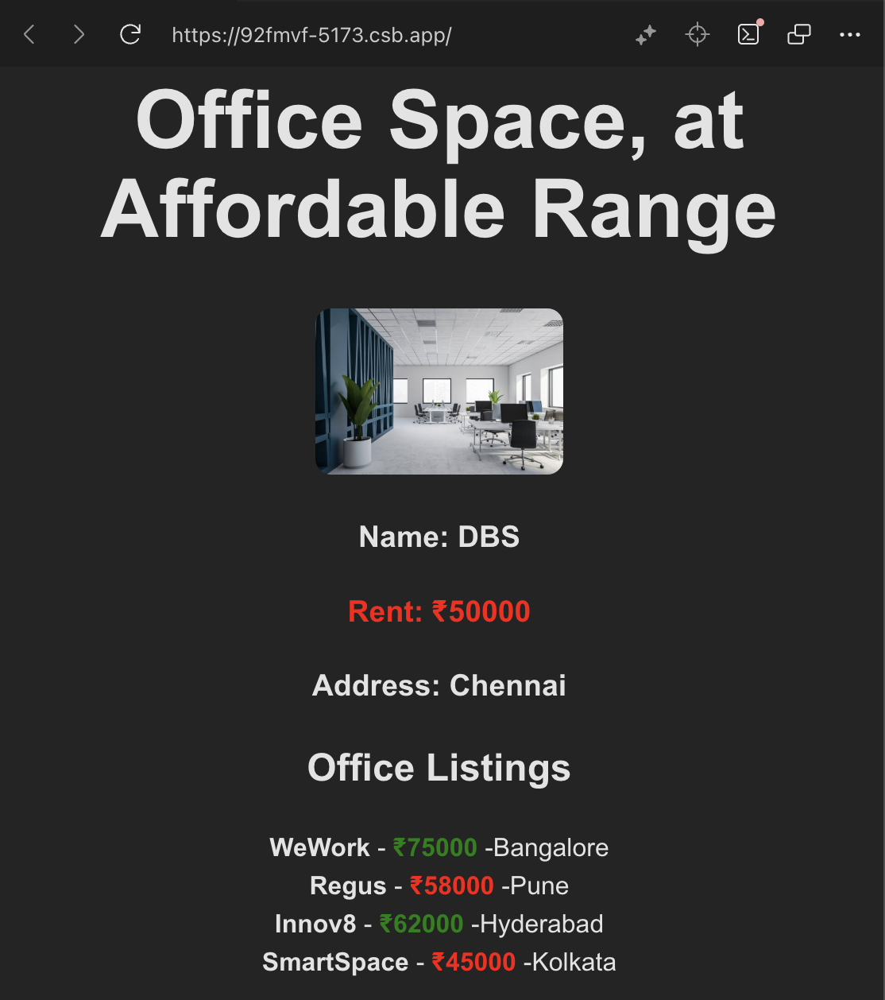 https://92fmvf-5173.csb.app/
Office Space, at
Affordable Range
Name: DBS
Rent: ₹50000
Address: Chennai
Office Listings
WeWork - ₹75000 -Bangalore
Regus - ₹58000 -Pune
Innov8 - ₹62000 -Hyderabad
SmartSpace - ₹45000 -Kolkata